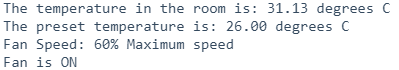 The temperature in the room is: 31.13 degrees C
The preset temperature is: 26.00 degrees C
Fan Speed: 60% Maximum speed
Fan is ON